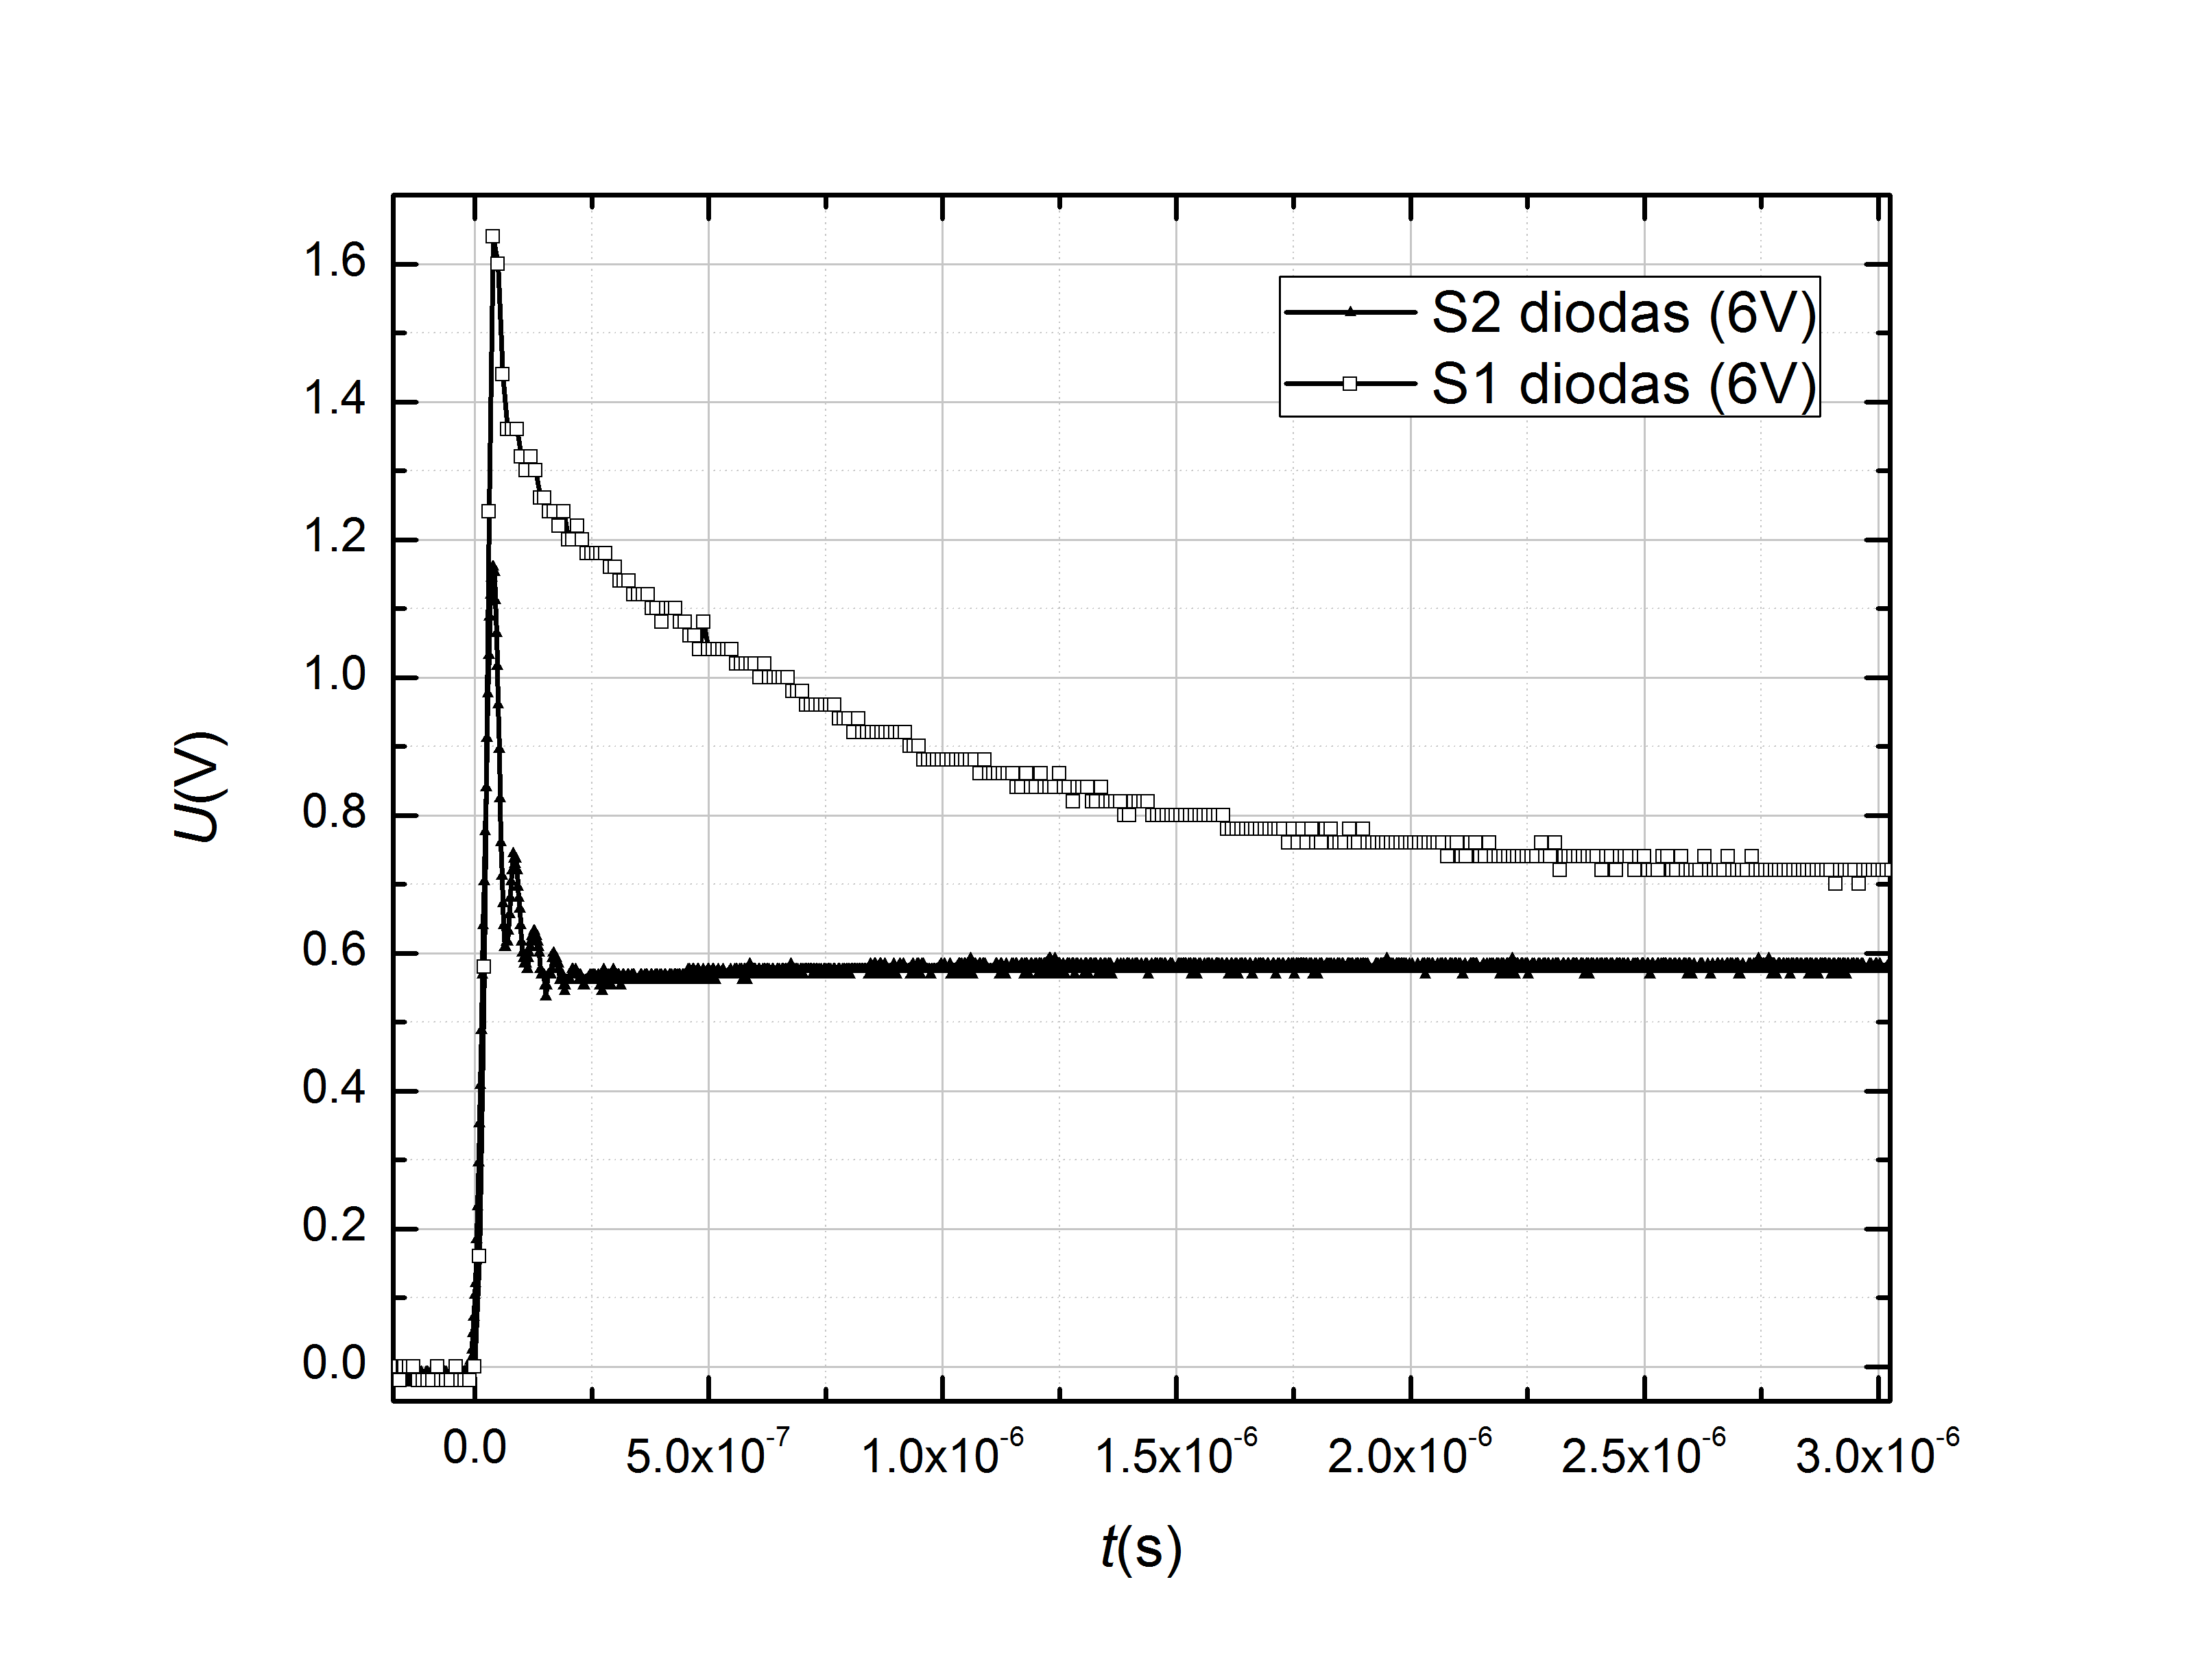 S2 diodas (6V)
S1 diodas (6V)
U(V)
1.6
1.4
1.2
1.0
0.8
0.6
0.4
0.2
0.0
0.0 5.0x10⁻⁷ 1.0x10⁻⁶ 1.5x10⁻⁶ 2.0x10⁻⁶ 2.5x10⁻⁶ 3.0x10⁻⁶
t(s)